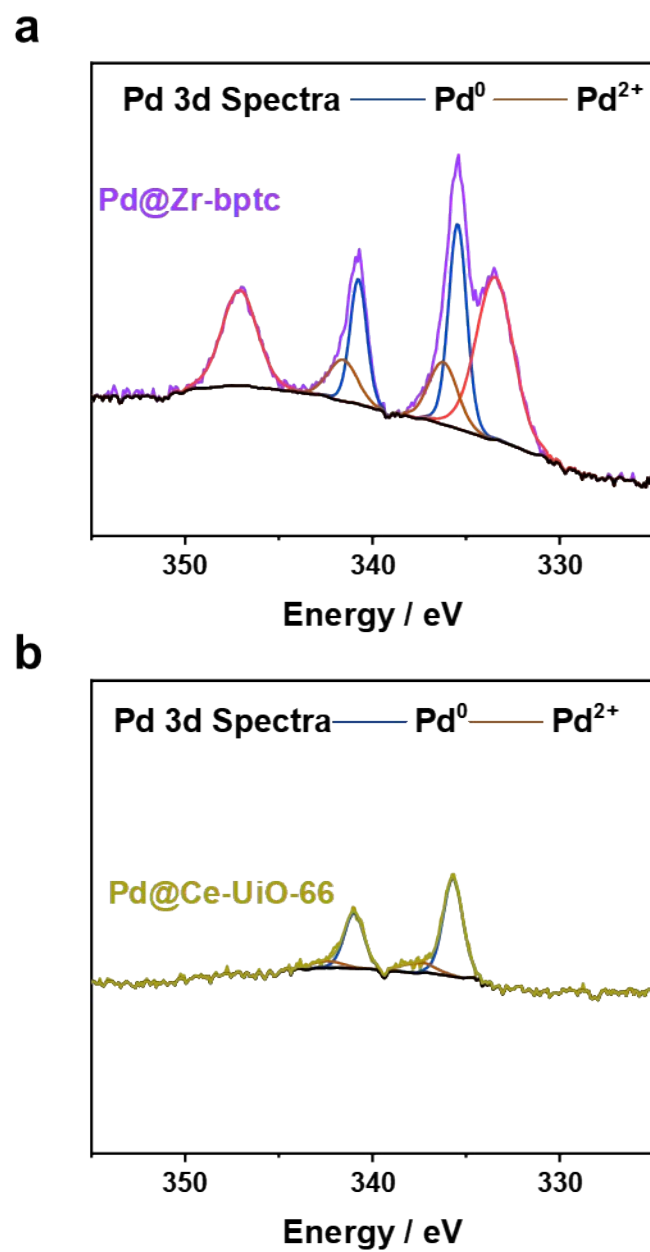 a
Pd 3d Spectra Pd⁰ Pd²⁺
Pd@Zr-bptc
350 340 330
Energy / eV
b
Pd 3d Spectra Pd⁰ Pd²⁺
Pd@Ce-UiO-66
350 340 330
Energy / eV